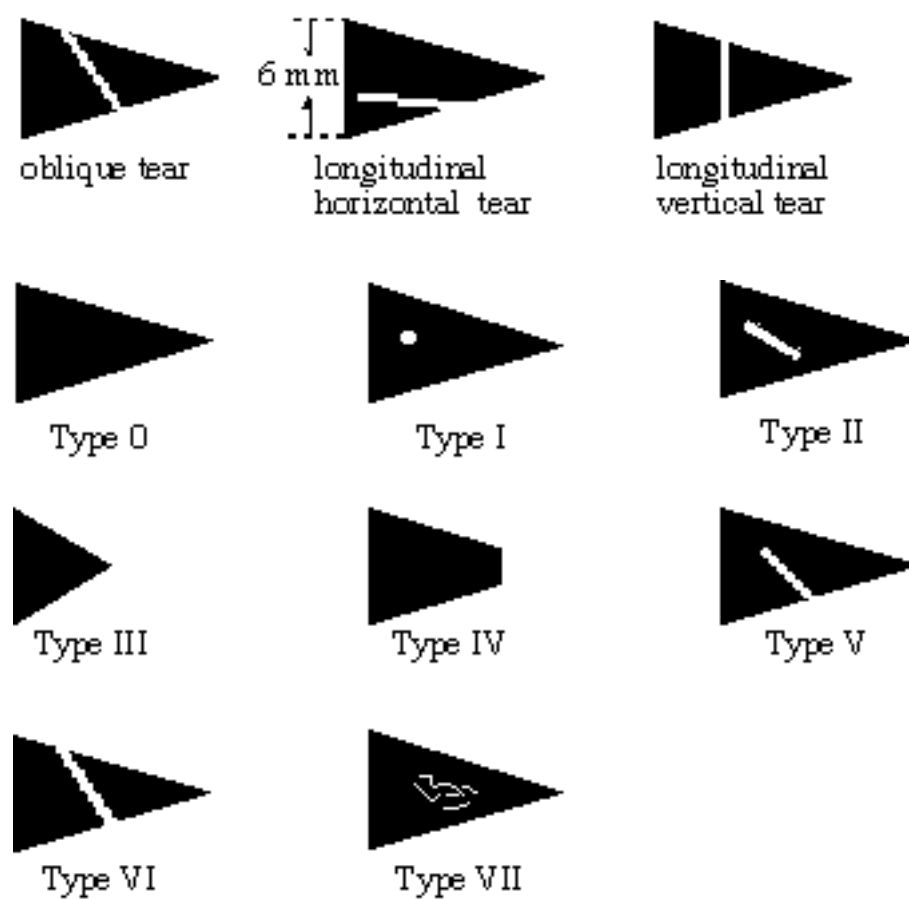 6 mm
oblique tear
longitudinal
horizontal tear
longitudinal
vertical tear
Type 0
Type I
Type II
Type III
Type IV
Type V
Type VI
Type VII